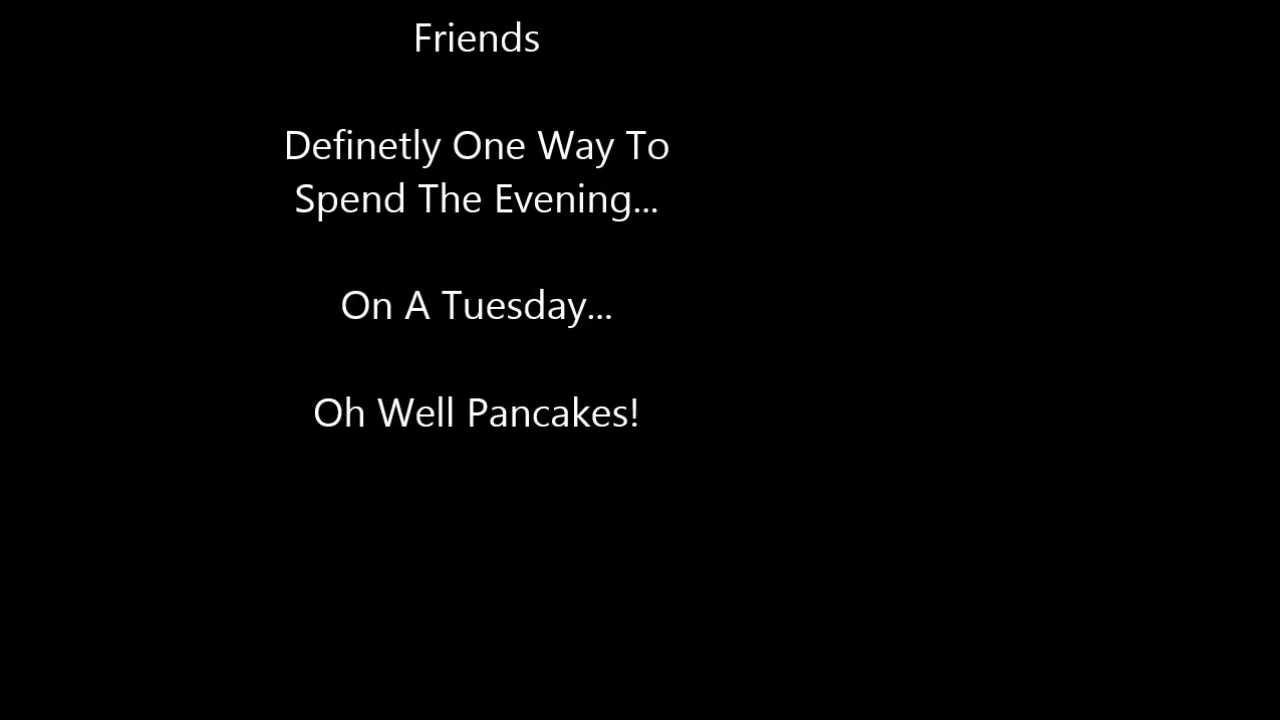 Friends
Definetly One Way To
Spend The Evening...
On A Tuesday...
Oh Well Pancakes!